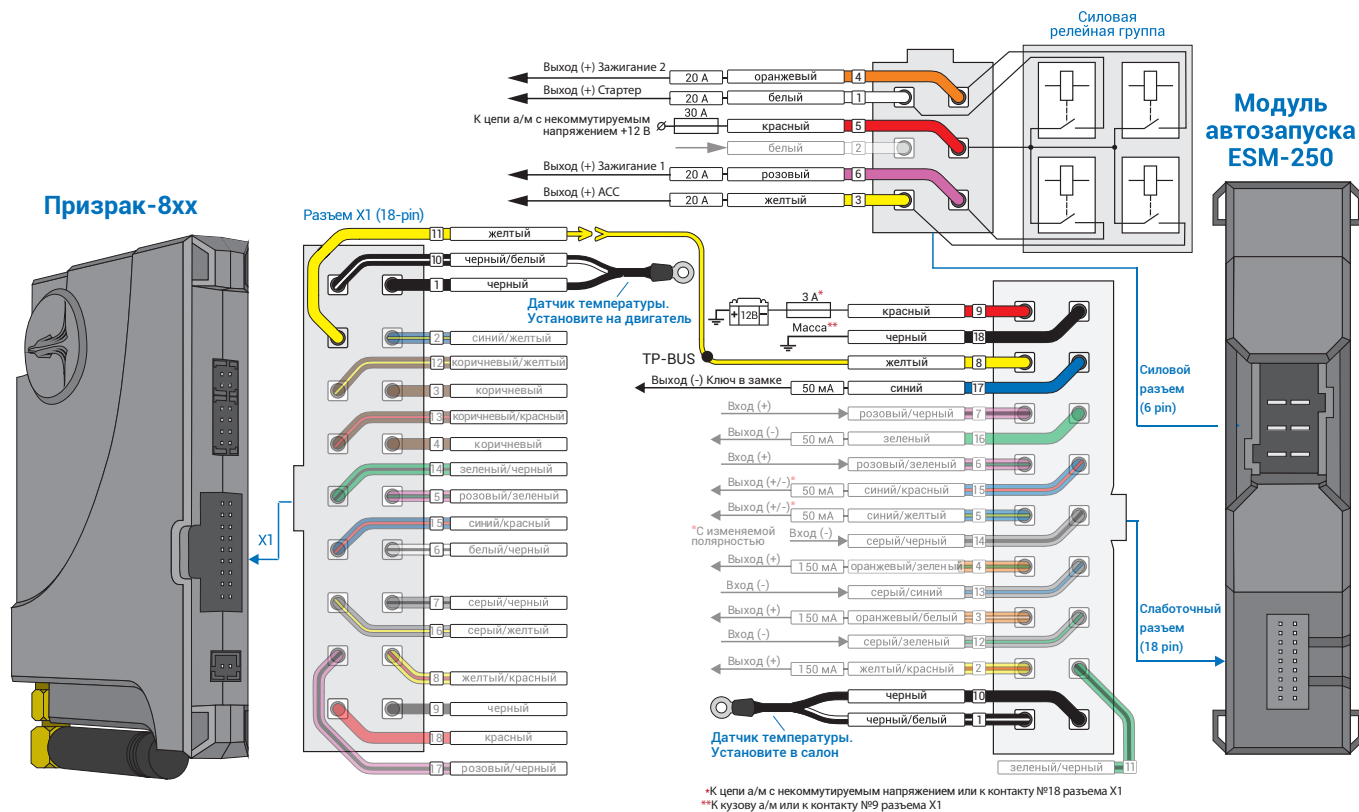 Силовая
релейная группа
Выход (+) Зажигание 2
20 А
оранжевый
4
Выход (+) Стартер
20 А
белый
1
К цепи а/м с некоммутируемым
напряжением +12 В
30 А
красный
5
белый
2
Выход (+) Зажигание 1
20 А
розовый
6
Выход (+) АСС
20 А
желтый
3
Модуль
автозапуска
ESM-250
Призрак-8хх
Разъем X1 (18-pin)
11
желтый
10
черный/белый
1
черный
Датчик температуры.
Установите на двигатель
2
синий/желтый
12
коричневый/желтый
3
коричневый
13
коричневый/красный
4
коричневый
14
зеленый/черный
5
розовый/зеленый
15
синий/красный
6
белый/черный
7
серый/черный
16
серый/желтый
8
желтый/красный
9
черный
18
красный
17
розовый/черный
X1
+ 12В −
3 А*
красный
9
Масса**
черный
18
TP-BUS
желтый
8
Выход (-) Ключ в замке
50 мА
синий
17
Вход (+)
розовый/черный
7
Выход (-)
50 мА
зеленый
16
Вход (+)
розовый/зеленый
6
Выход (+/-)*
50 мА
синий/красный
15
Выход (+/-)*
50 мА
синий/желтый
5
*С изменяемой
полярностью
Вход (-)
серый/черный
14
Выход (+)
150 мА
оранжевый/зеленый
4
Вход (-)
серый/синий
13
Выход (+)
150 мА
оранжевый/белый
3
Вход (-)
серый/зеленый
12
Выход (+)
150 мА
желтый/красный
2
черный
10
черный/белый
1
Датчик температуры.
Установите в салон
зеленый/черный
11
Силовой
разъем
(6 pin)
Слаботочный
разъем
(18 pin)
*К цепи а/м с некоммутируемым напряжением или к контакту №18 разъема X1
**К кузову а/м или к контакту №9 разъема X1